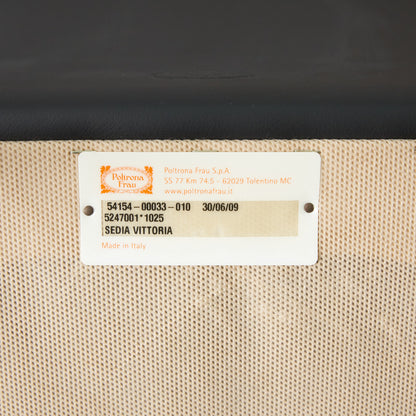 Poltrona
Frau
Poltrona Frau S.p.A
SS 77 Km 74.5 - 62029 Tolentino MC
www.poltronafrau.it
54154-00033-010 30/06/09
5247001*1025
SEDIA VITTORIA
Made in Italy